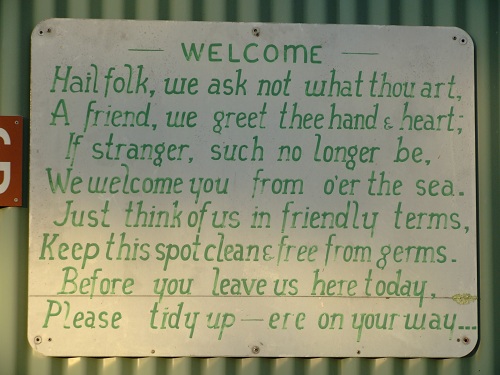 — WELCOME —
Hail folk, we ask not what thou art,
A friend, we greet thee hand & heart;
If stranger, such no longer be,
We welcome you from o'er the sea.
Just think of us in friendly terms,
Keep this spot clean & free from germs.
Before you leave us here today,
Please tidy up — ere on your way...